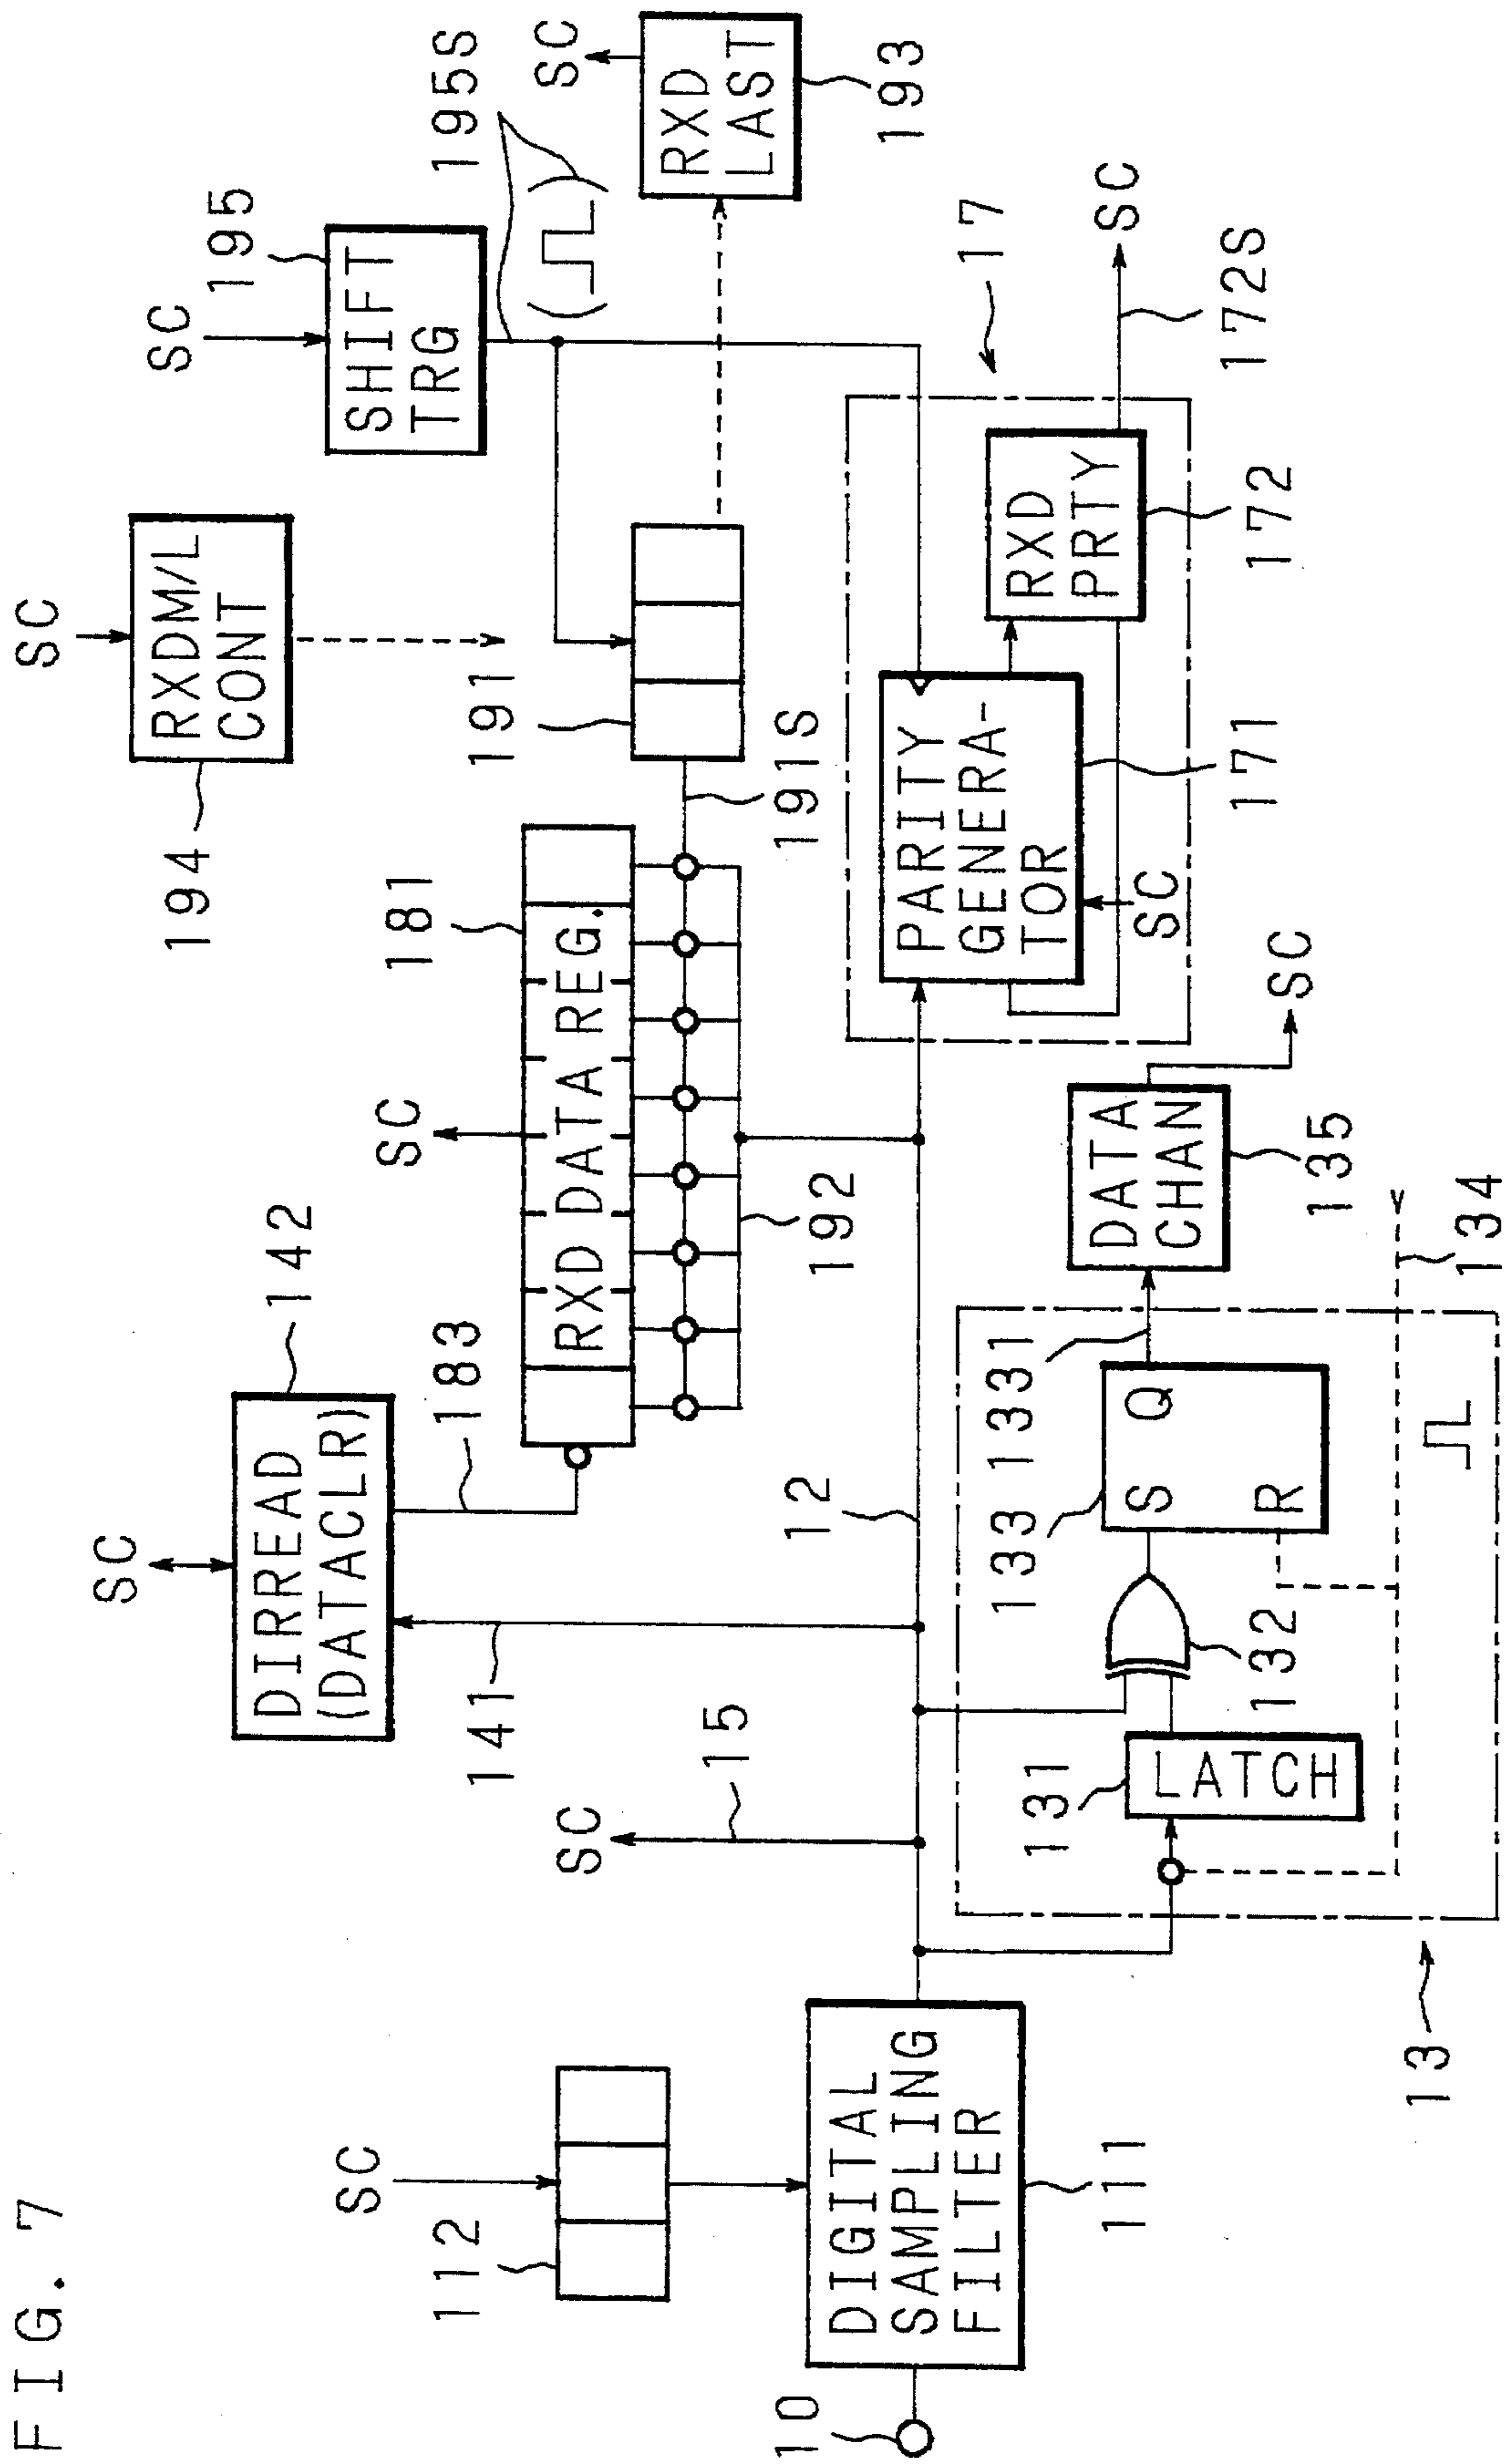 FIG. 7
SC
RXDM/L
CONT
194
SC
195
SHIFT
TRG
195S
SC
RXD
LAST
193
SC
142
DIRREAD
(DATACLR)
183
SC
181
RXD DATA REG.
191
191S
192
141
15
SC
12
SC
112
10
DIGITAL
SAMPLING
FILTER
111
17
PARITY
GENERA-
TOR
171
SC
RXD
PRTY
172
172S
SC
13
131
LATCH
132
133
S
Q
R
1331
134
DATA
CHAN
135
SC